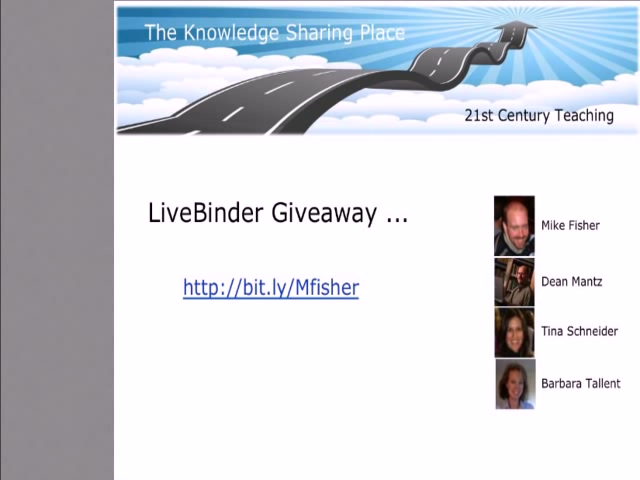 The Knowledge Sharing Place
21st Century Teaching
LiveBinder Giveaway ...
http://bit.ly/Mfisher
Mike Fisher
Dean Mantz
Tina Schneider
Barbara Tallent